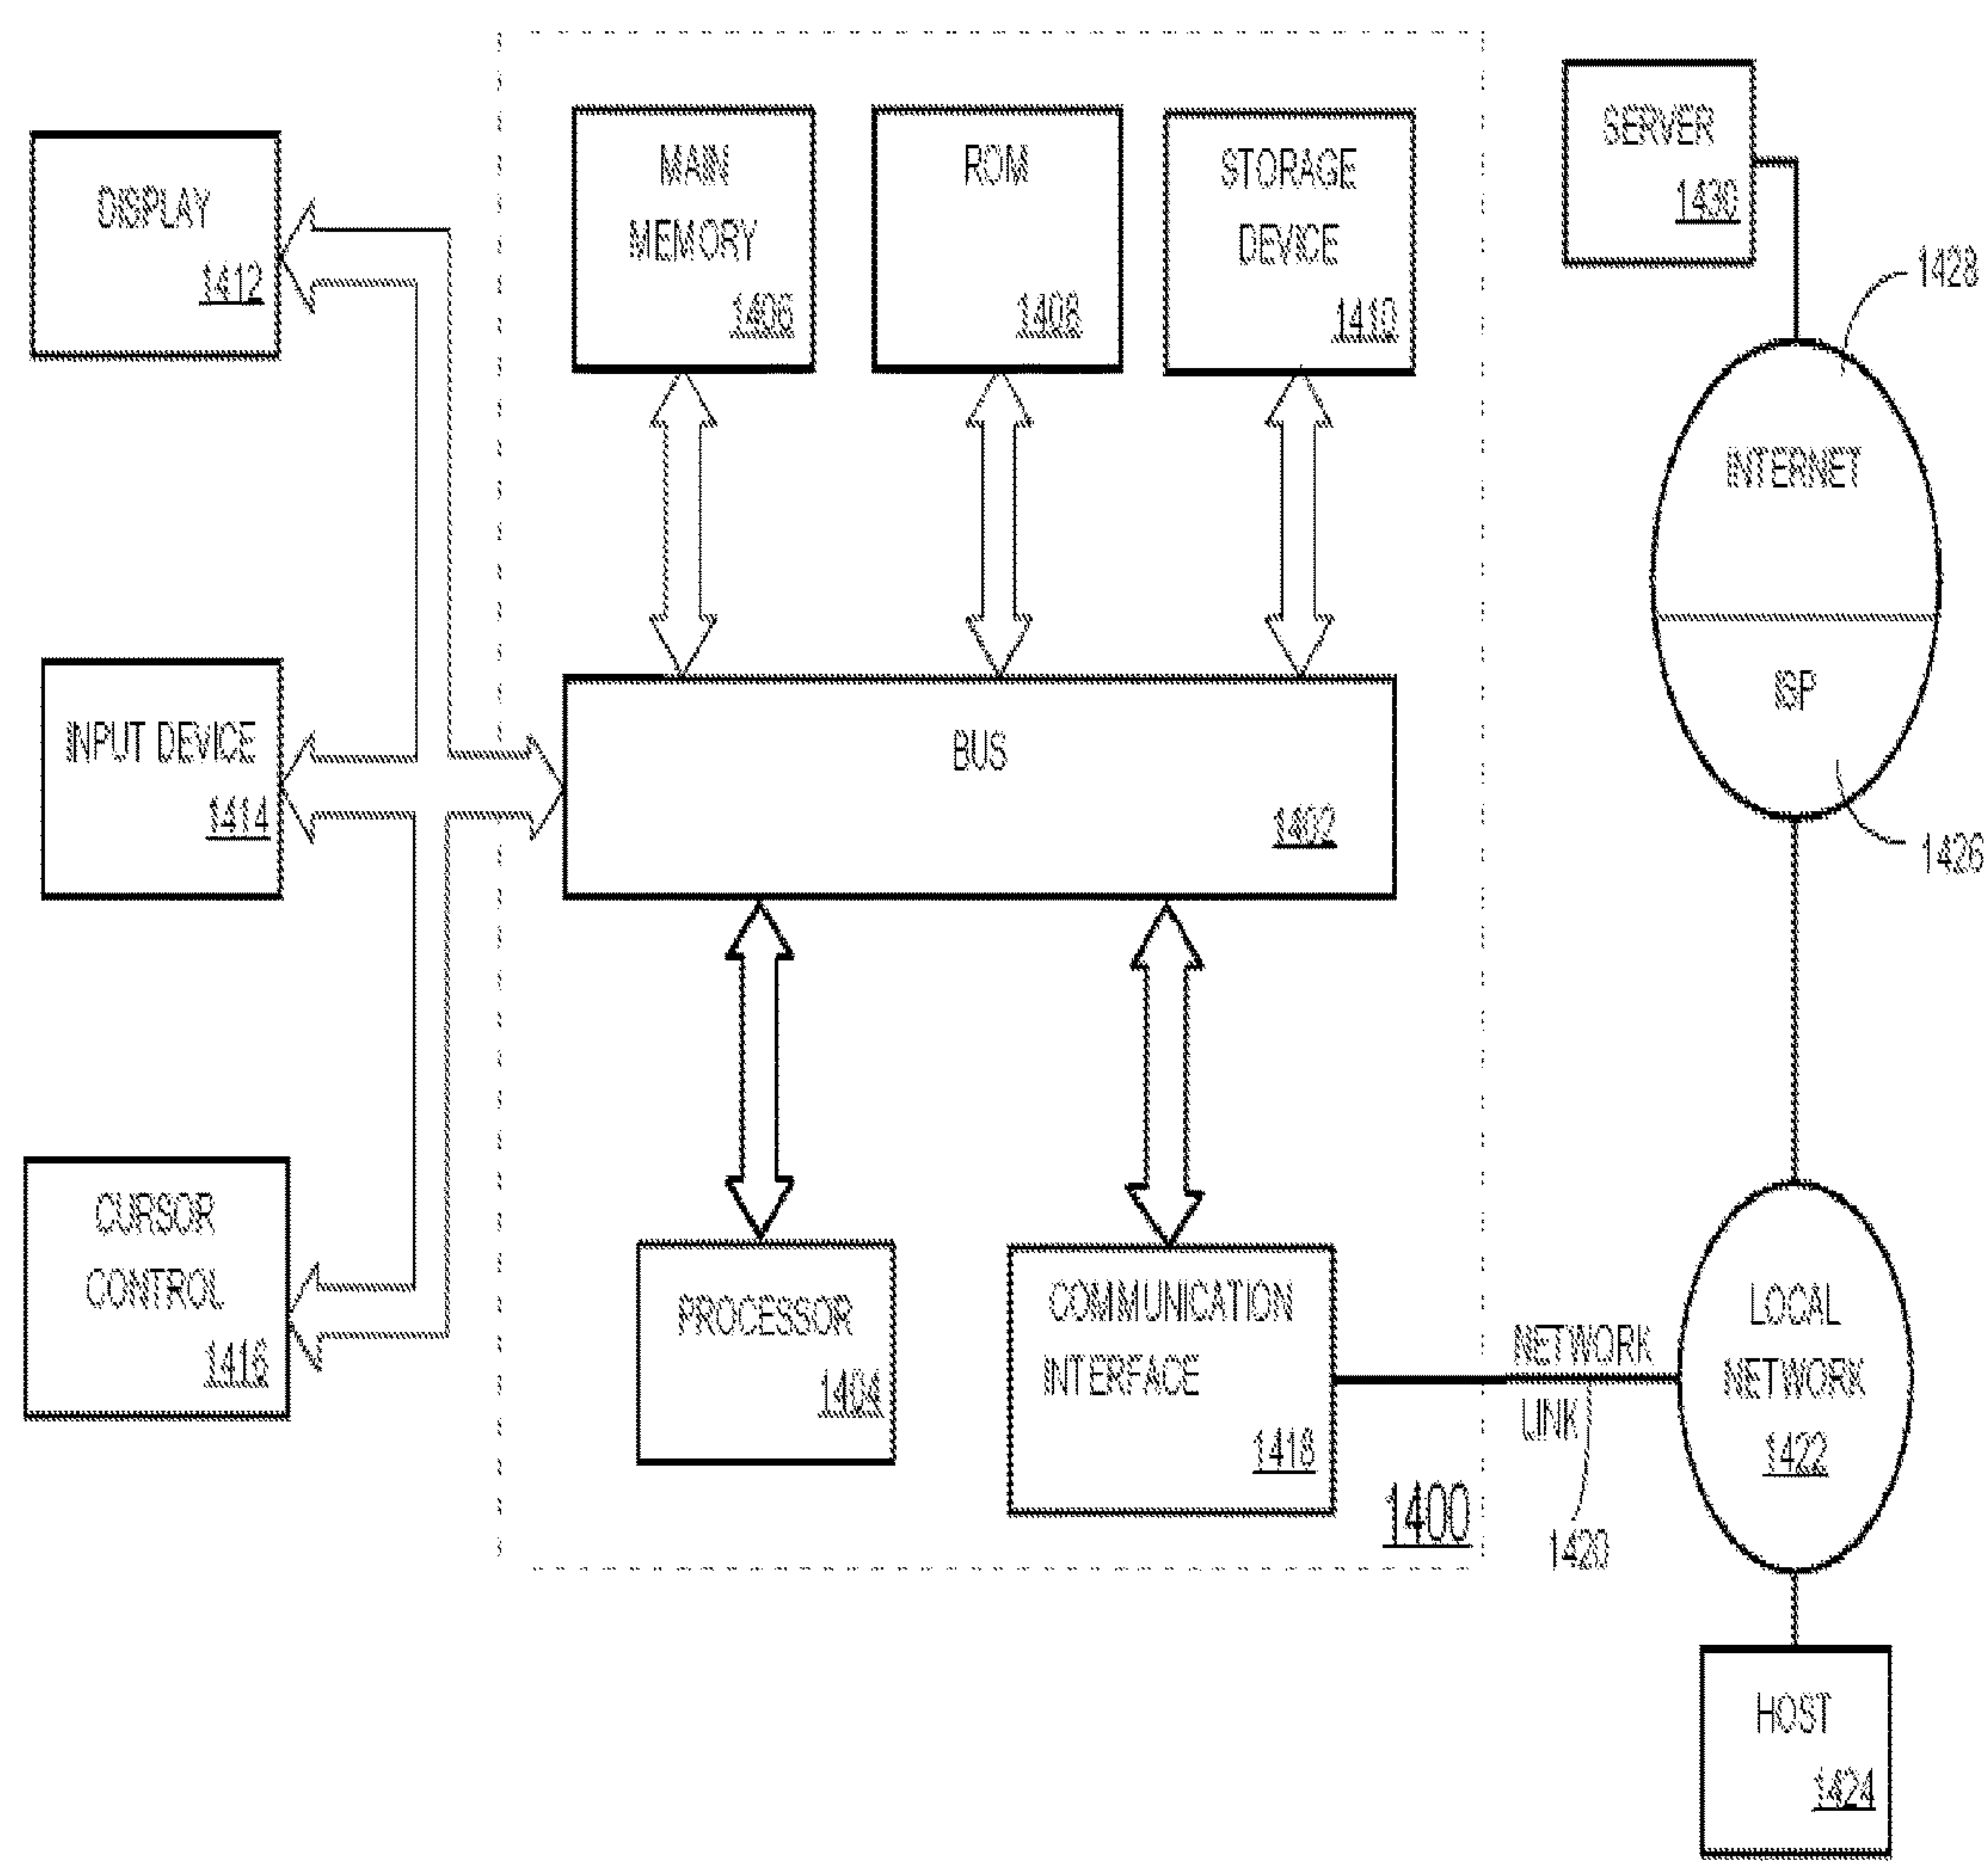 DISPLAY
1412
INPUT DEVICE
1414
CURSOR
CONTROL
1416
MAIN
MEMORY
1406
ROM
1408
STORAGE
DEVICE
1410
BUS
1402
PROCESSOR
1404
COMMUNICATION
INTERFACE
1418
1400
SERVER
1430
1428
INTERNET
ISP
1426
NETWORK
LINK
1420
LOCAL
NETWORK
1422
HOST
1424